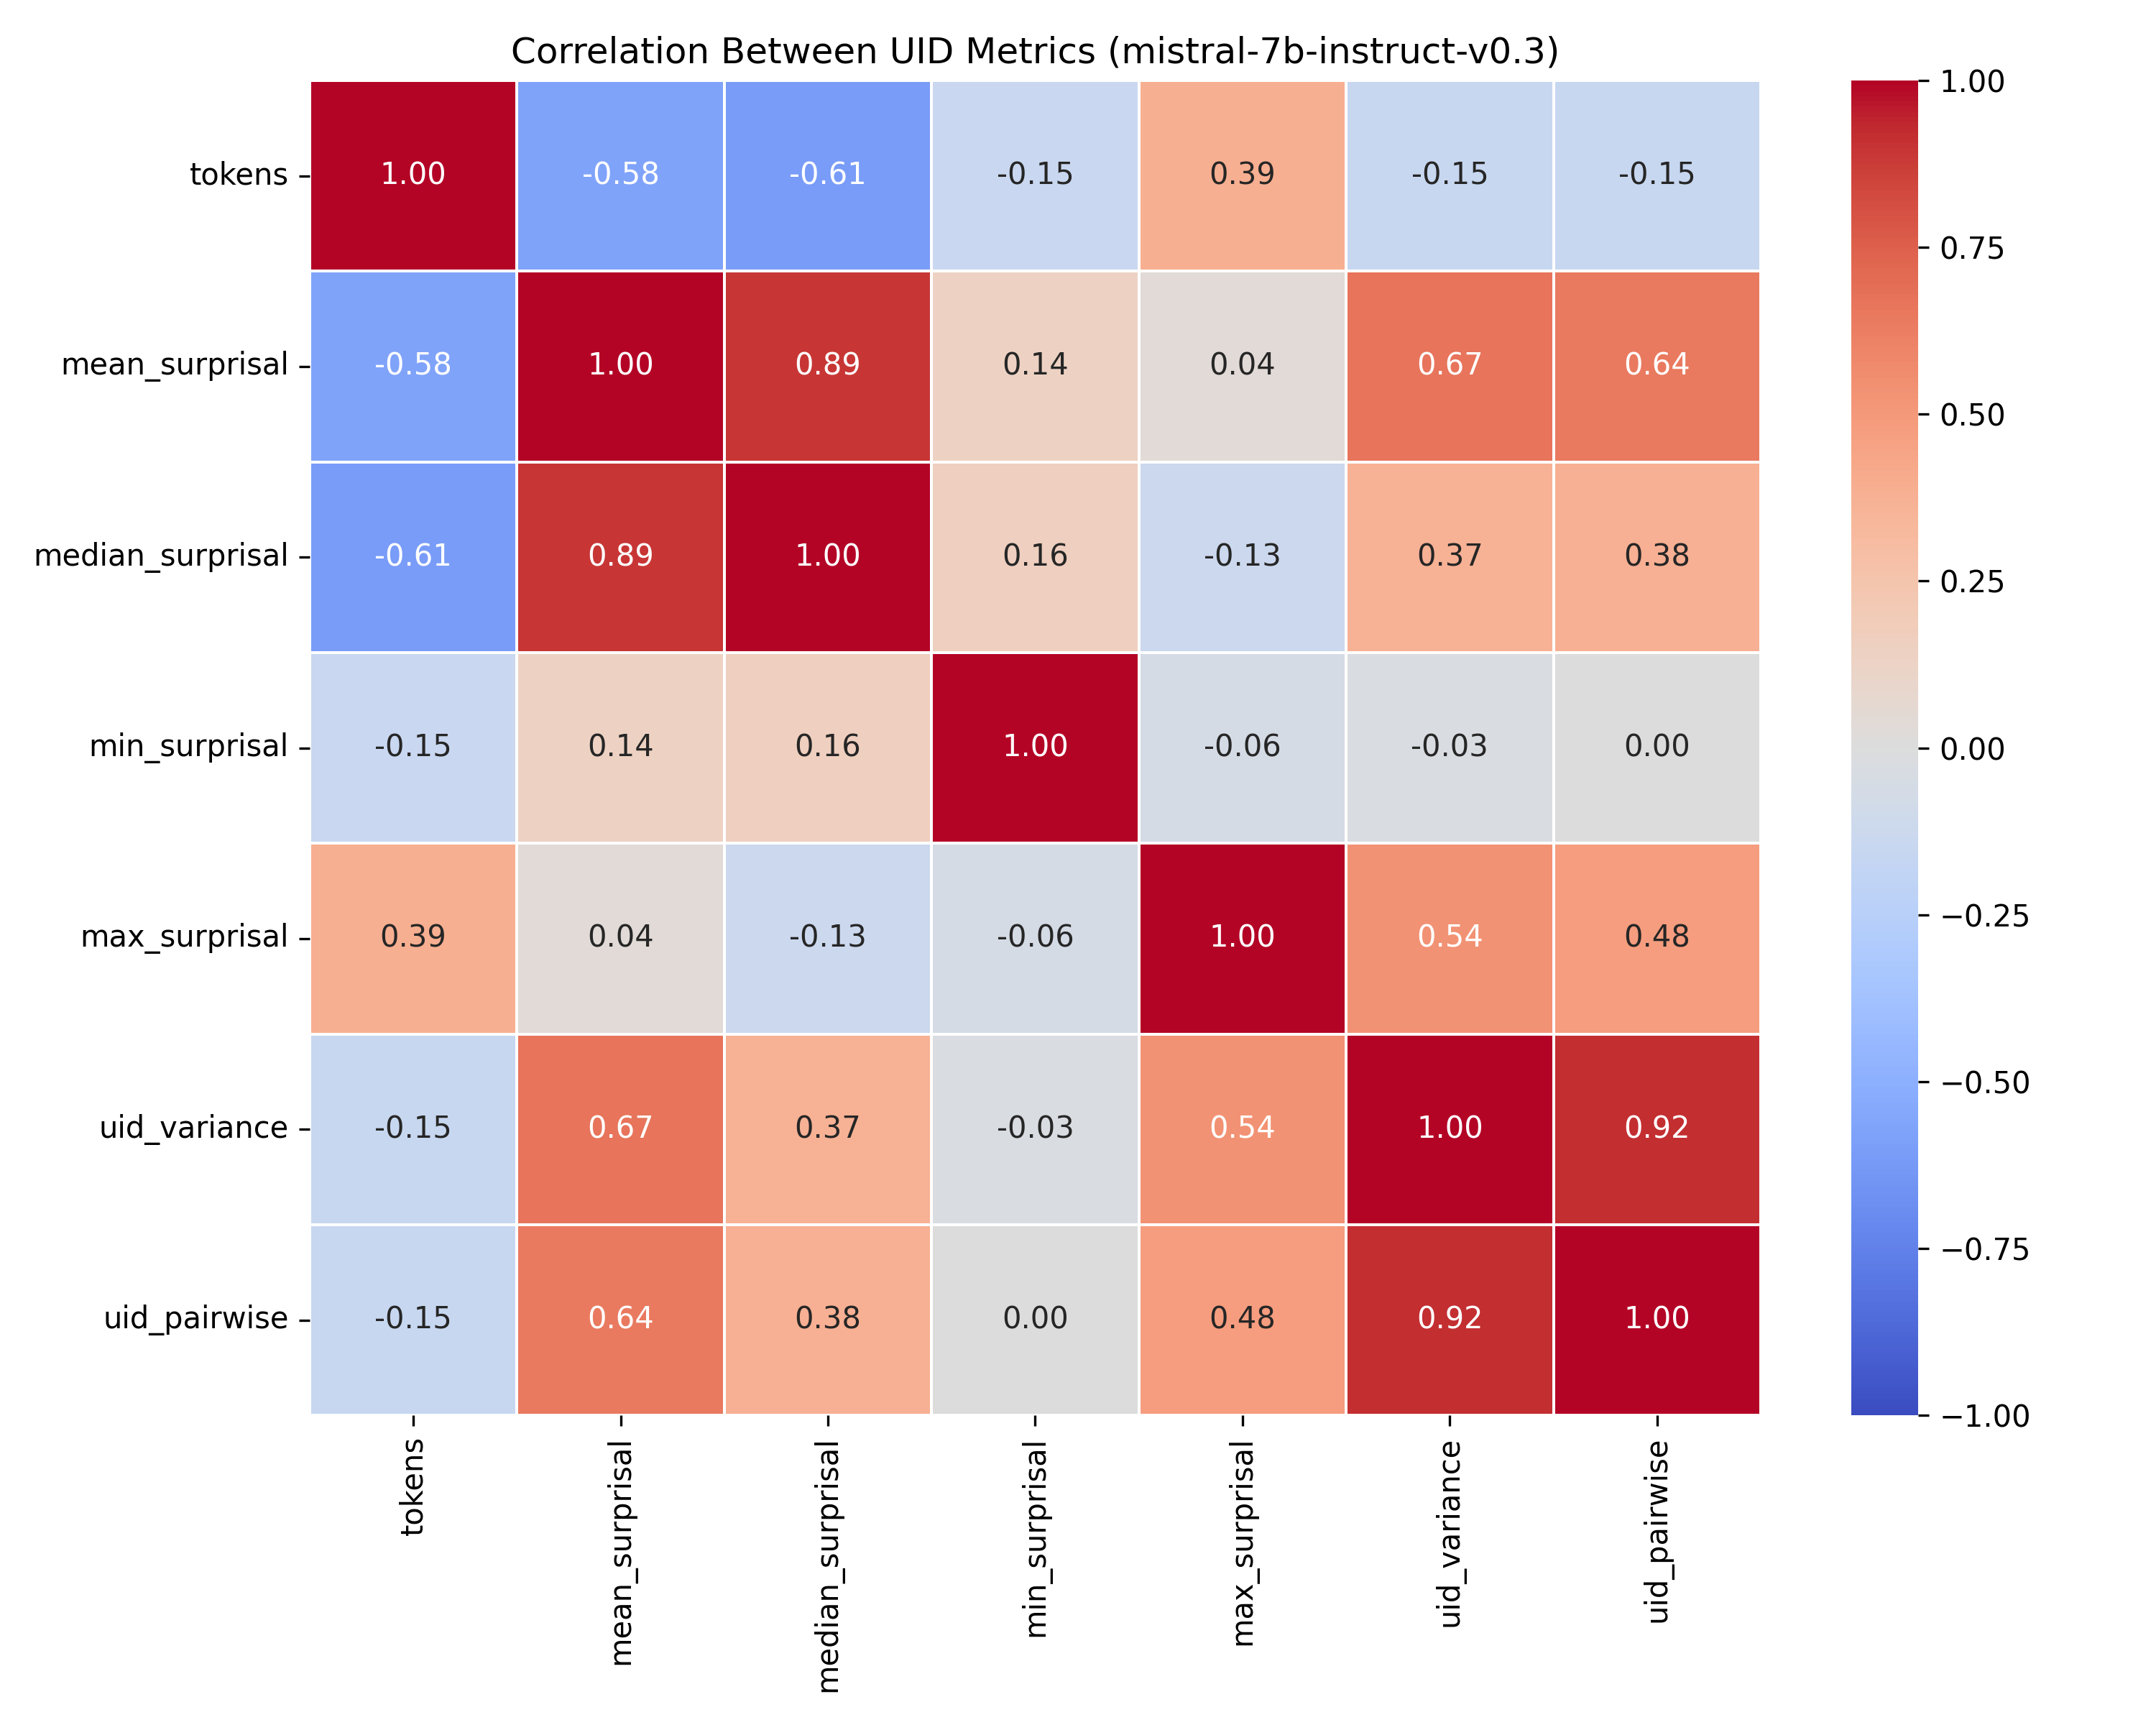 Correlation Between UID Metrics (mistral-7b-instruct-v0.3)
tokens 1.00 -0.58 -0.61 -0.15 0.39 -0.15 -0.15
mean_surprisal -0.58 1.00 0.89 0.14 0.04 0.67 0.64
median_surprisal -0.61 0.89 1.00 0.16 -0.13 0.37 0.38
min_surprisal -0.15 0.14 0.16 1.00 -0.06 -0.03 0.00
max_surprisal 0.39 0.04 -0.13 -0.06 1.00 0.54 0.48
uid_variance -0.15 0.67 0.37 -0.03 0.54 1.00 0.92
uid_pairwise -0.15 0.64 0.38 0.00 0.48 0.92 1.00
tokens
mean_surprisal
median_surprisal
min_surprisal
max_surprisal
uid_variance
uid_pairwise
1.00
0.75
0.50
0.25
0.00
−0.25
−0.50
−0.75
−1.00